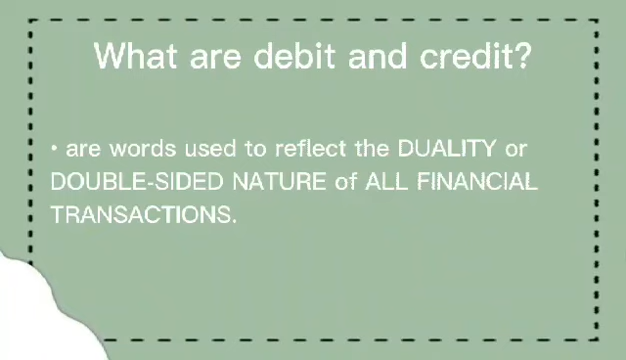 What are debit and credit?
• are words used to reflect the DUALITY or
DOUBLE-SIDED NATURE of ALL FINANCIAL
TRANSACTIONS.